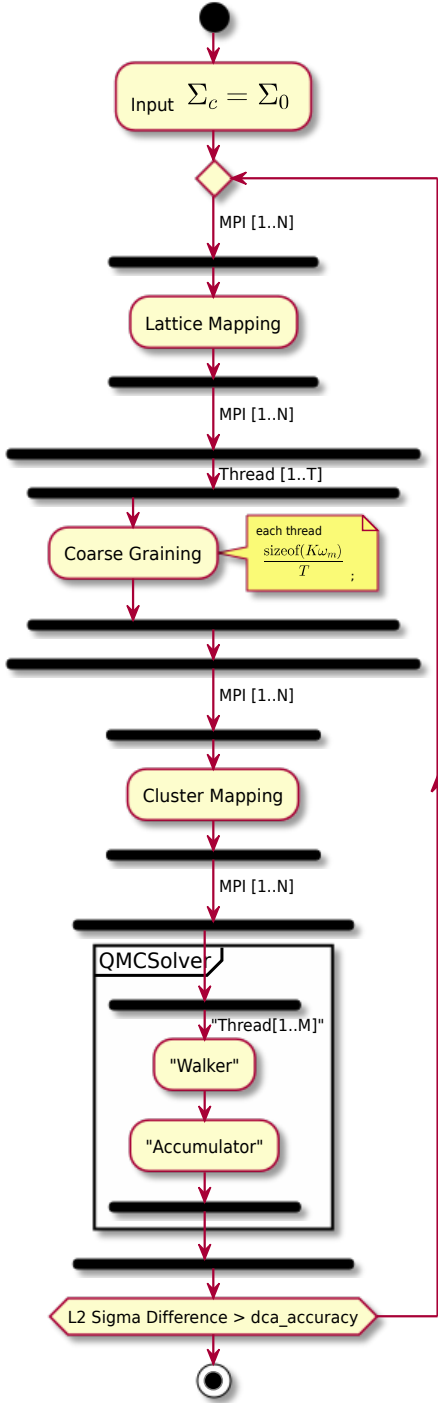 Input Σc = Σ0
MPI [1..N]
Lattice Mapping
MPI [1..N]
Thread [1..T]
Coarse Graining
each thread
sizeof(Kωm)
T ;
MPI [1..N]
Cluster Mapping
MPI [1..N]
QMCSolver
"Thread[1..M]"
"Walker"
"Accumulator"
L2 Sigma Difference > dca_accuracy